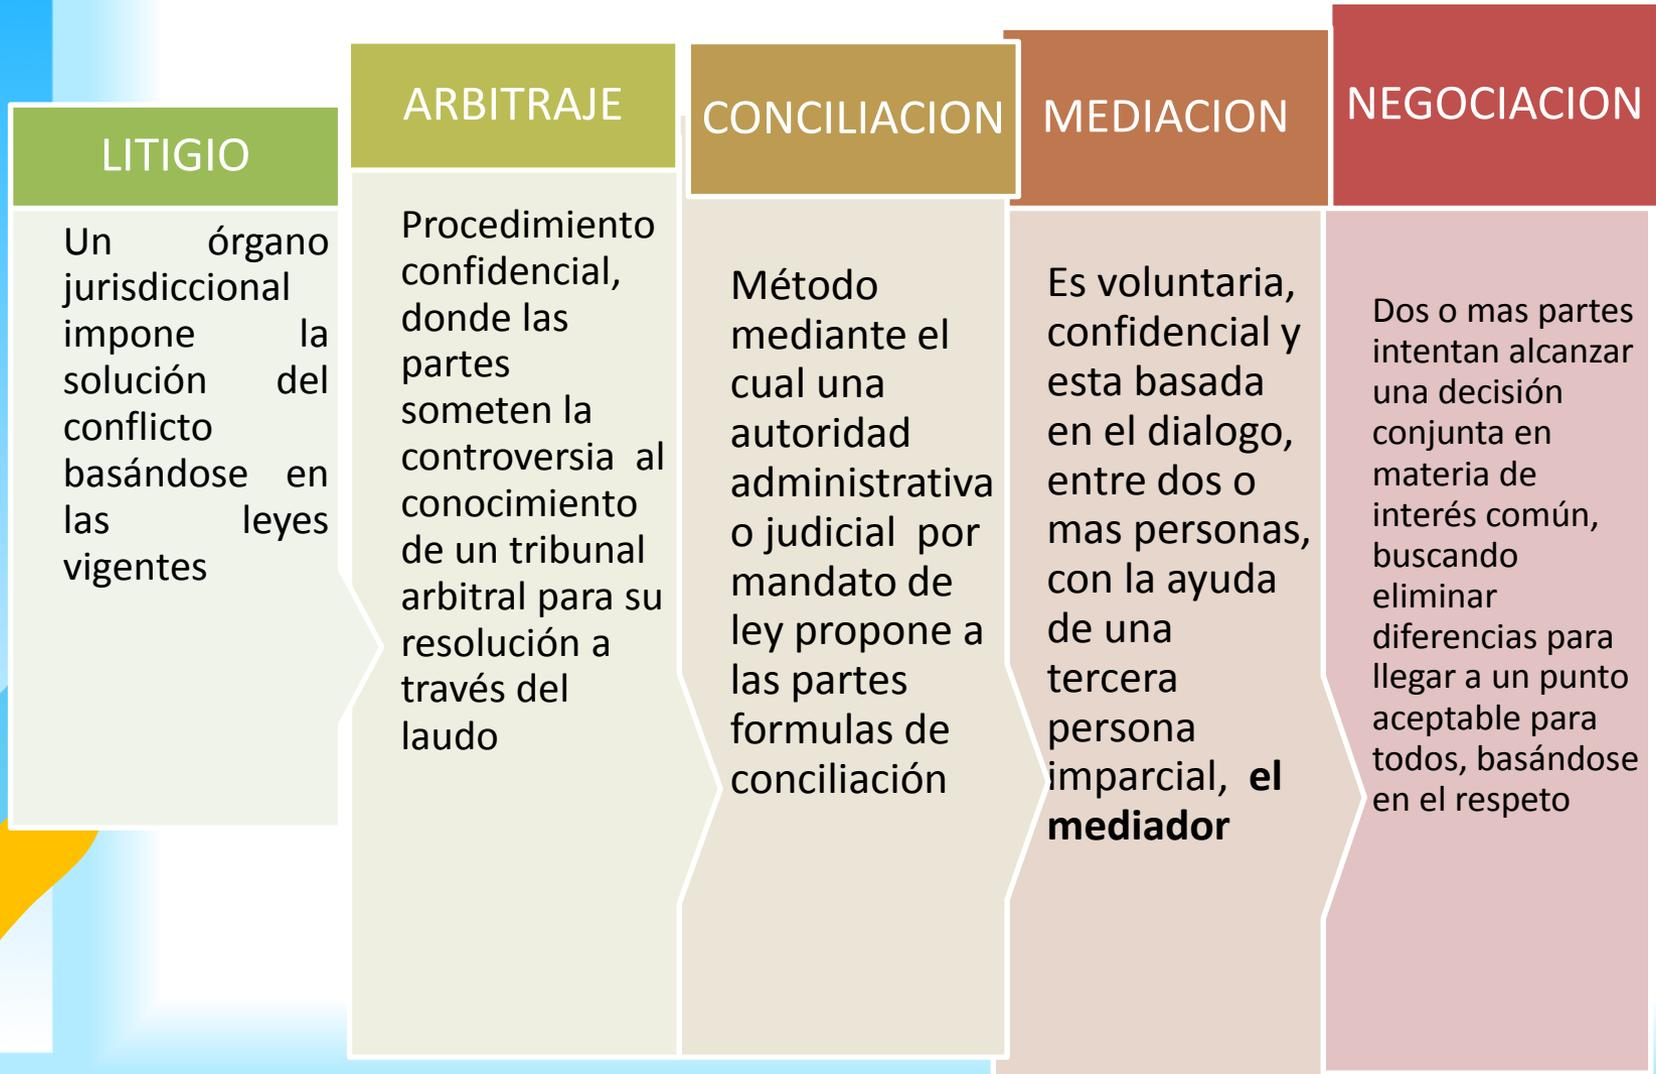 LITIGIO
Un órgano
jurisdiccional
impone la
solución del
conflicto
basándose en
las leyes
vigentes
ARBITRAJE
Procedimiento
confidencial,
donde las
partes
someten la
controversia al
conocimiento
de un tribunal
arbitral para su
resolución a
través del
laudo
CONCILIACION
Método
mediante el
cual una
autoridad
administrativa
o judicial por
mandato de
ley propone a
las partes
formulas de
conciliación
MEDIACION
Es voluntaria,
confidencial y
esta basada
en el dialogo,
entre dos o
mas personas,
con la ayuda
de una
tercera
persona
imparcial, el
mediador
NEGOCIACION
Dos o mas partes
intentan alcanzar
una decisión
conjunta en
materia de
interés común,
buscando
eliminar
diferencias para
llegar a un punto
aceptable para
todos, basándose
en el respeto